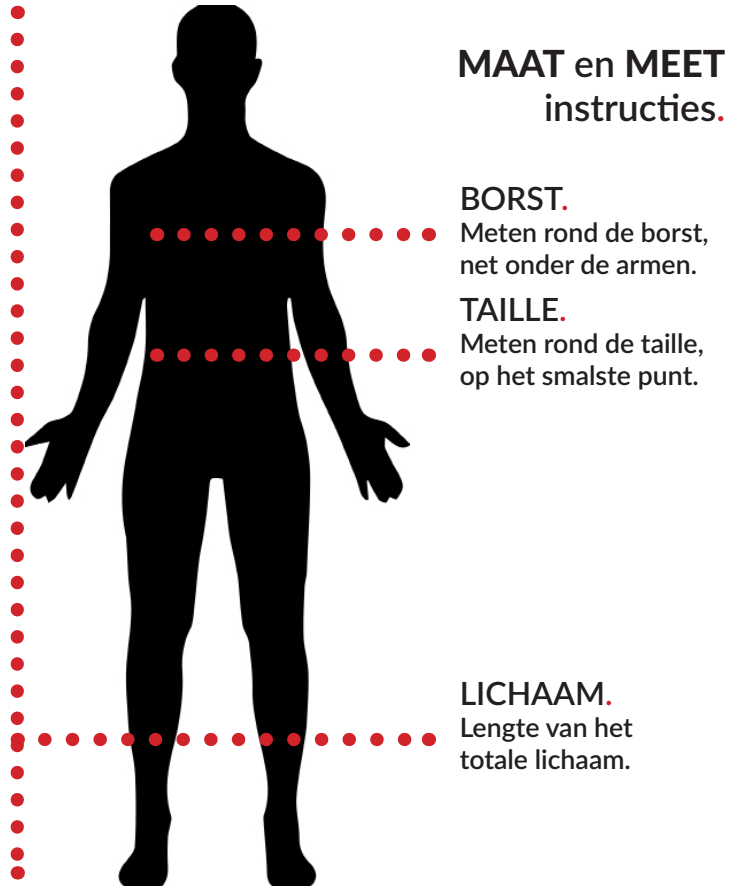 MAAT en MEET
instructies.
BORST.
Meten rond de borst,
net onder de armen.
TAILLE.
Meten rond de taille,
op het smalste punt.
LICHAAM.
Lengte van het
totale lichaam.